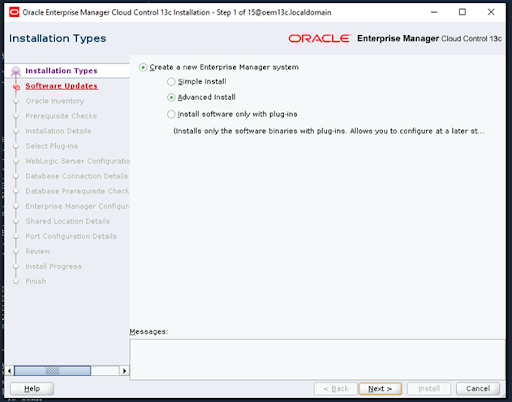 Oracle Enterprise Manager Cloud Control 13c Installation - Step 1 of 15@oem13c.localdomain
Installation Types
ORACLE Enterprise Manager Cloud Control 13c
Installation Types
Software Updates
Oracle Inventory
Prerequisite Checks
Installation Details
Select Plug-ins
WebLogic Server Configuratio
Database Connection Details
Database Prerequisite Check
Enterprise Manager Configur
Shared Location Details
Port Configuration Details
Review
Install Progress
Finish
Create a new Enterprise Manager system
Simple Install
Advanced Install
Install software only with plug-ins
(Installs only the software binaries with plug-ins. Allows you to configure at a later st...
Messages:
Help
< Back
Next >
Install
Cancel